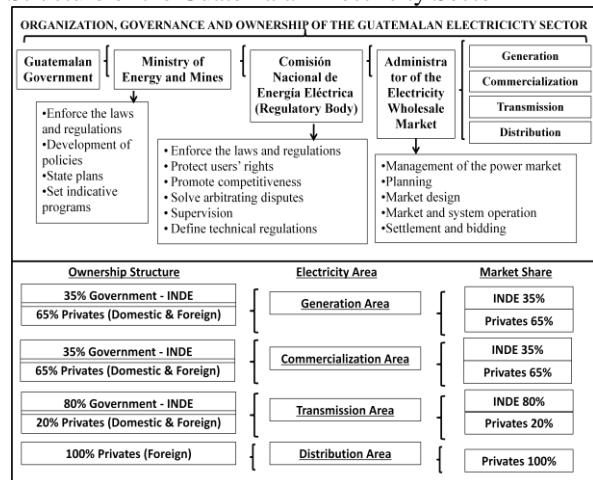 ORGANIZATION, GOVERNANCE AND OWNERSHIP OF THE GUATEMALAN ELECTRICICTY SECTOR
Guatemalan
Government
Ministry of
Energy and Mines
Comisión
Nacional de
Energía Eléctrica
(Regulatory Body)
Administra
tor of the
Electricity
Wholesale
Market
Generation
Commercialization
Transmission
Distribution
•Enforce the laws
and regulations
•Development of
policies
•State plans
•Set indicative
programs
•Enforce the laws and regulations
•Protect users' rights
•Promote competitiveness
•Solve arbitrating disputes
•Supervision
•Define technical regulations
•Management of the power market
•Planning
•Market design
•Market and system operation
•Settlement and bidding
Ownership Structure
Electricity Area
Market Share
35% Government - INDE
65% Privates (Domestic & Foreign)
Generation Area
INDE 35%
Privates 65%
35% Government - INDE
65% Privates (Domestic & Foreign)
Commercialization Area
INDE 35%
Privates 65%
80% Government - INDE
20% Privates (Domestic & Foreign)
Transmission Area
INDE 80%
Privates 20%
100% Privates (Foreign)
Distribution Area
Privates 100%